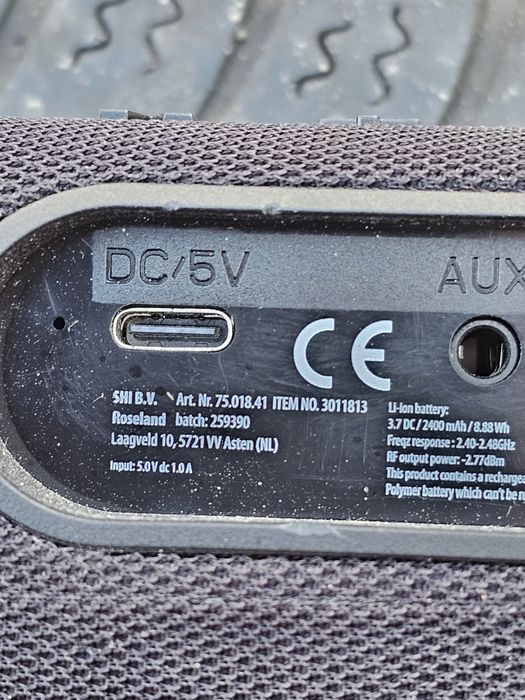 DC/5V
AUX
CE
SHI B.V. Art. Nr. 75.018.41 ITEM NO. 3011813
Roseland batch: 259390
Laagveld 10, 5721 VV Asten (NL)
Input: 5.0V dc 1.0 A
Li-Ion battery:
3.7 DC / 2400 mAh / 8.88 Wh
Freqz response : 2.40-2.48GHz
RF output power: -2.77dBm
This product contains a rechargea
Polymer battery which can't be re